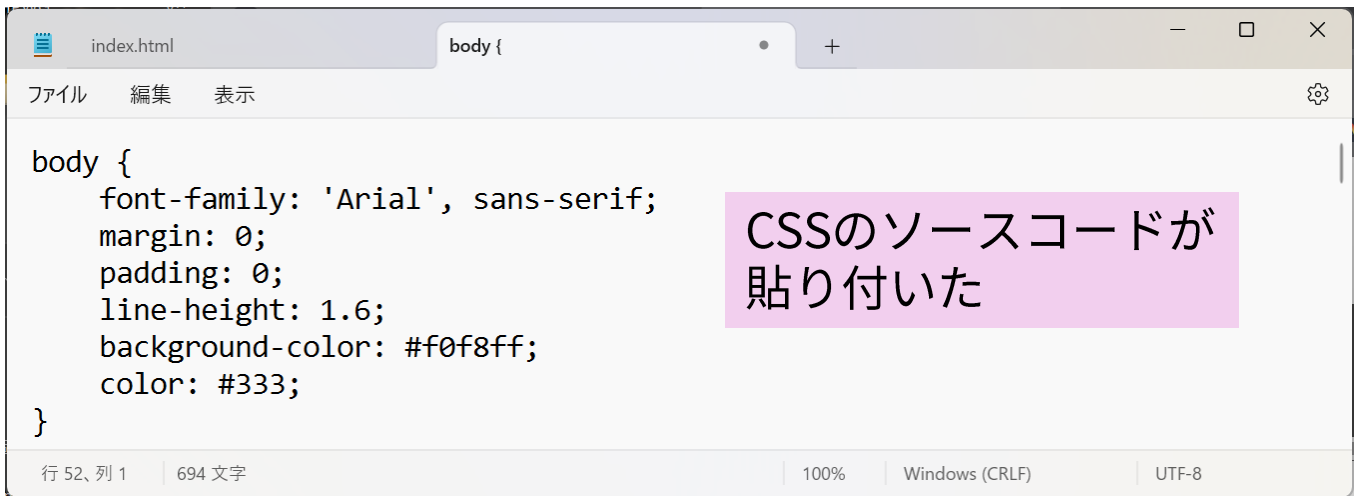 index.html
body {
ファイル 編集 表示
body {
    font-family: 'Arial', sans-serif;
    margin: 0;
    padding: 0;
    line-height: 1.6;
    background-color: #f0f8ff;
    color: #333;
}
CSSのソースコードが
貼り付いた
行 52、列 1
694 文字
100%
Windows (CRLF)
UTF-8